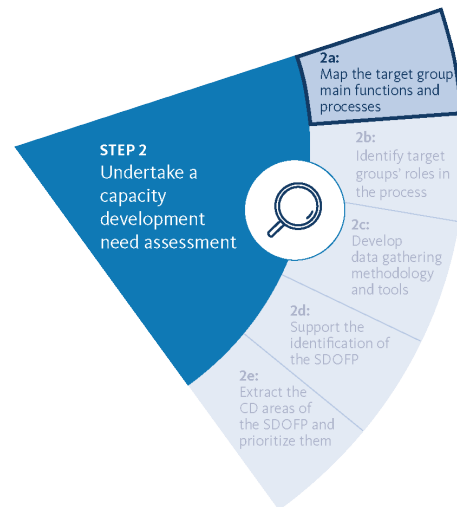 2a:
Map the target group
main functions and
processes
STEP 2
Undertake a
capacity
development
need assessment
2b:
Identify target
groups' roles in
the process
2c:
Develop
data gathering
methodology
and tools
2d:
Support the
identification of
the SDOFP
2e:
Extract the
CD areas of
the SDOFP and
prioritize them